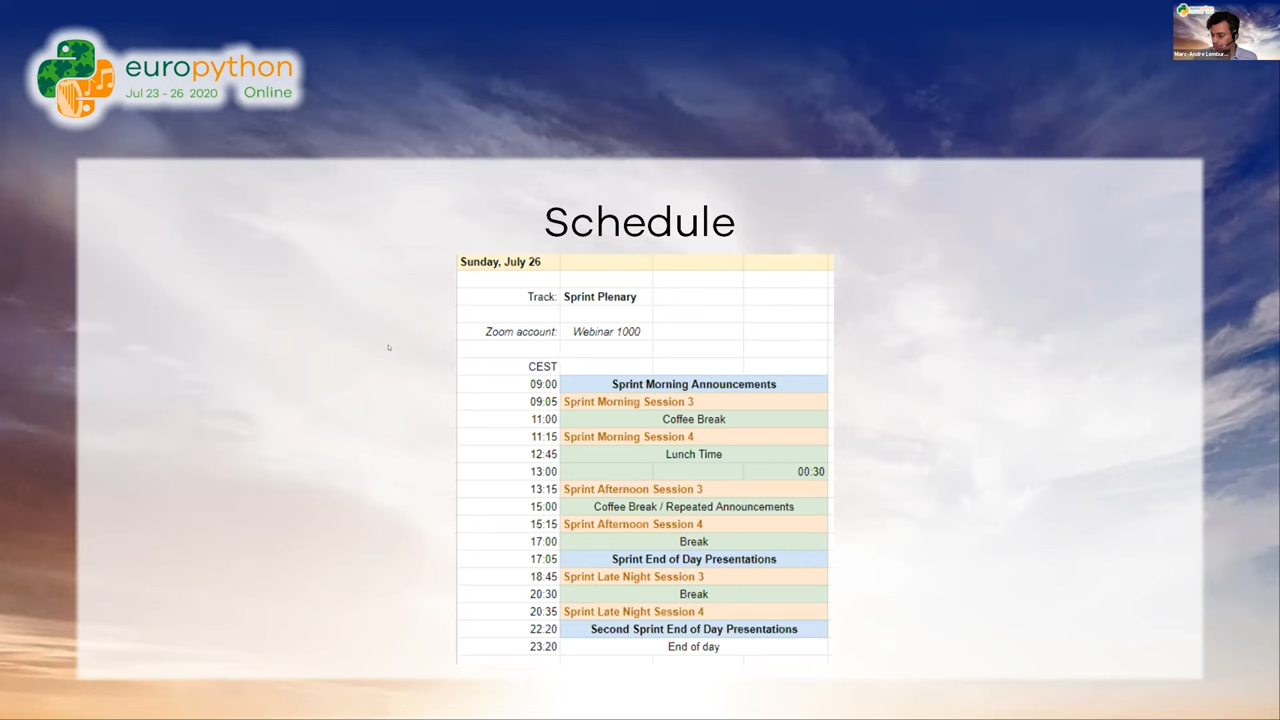 europython
Jul 23 - 26 2020 Online
Marc-Andre Lembur...
Schedule
Sunday, July 26
Track: Sprint Plenary
Zoom account: Webinar 1000
CEST
09:00 Sprint Morning Announcements
09:05 Sprint Morning Session 3
11:00 Coffee Break
11:15 Sprint Morning Session 4
12:45 Lunch Time
13:00 00:30
13:15 Sprint Afternoon Session 3
15:00 Coffee Break / Repeated Announcements
15:15 Sprint Afternoon Session 4
17:00 Break
17:05 Sprint End of Day Presentations
18:45 Sprint Late Night Session 3
20:30 Break
20:35 Sprint Late Night Session 4
22:20 Second Sprint End of Day Presentations
23:20 End of day